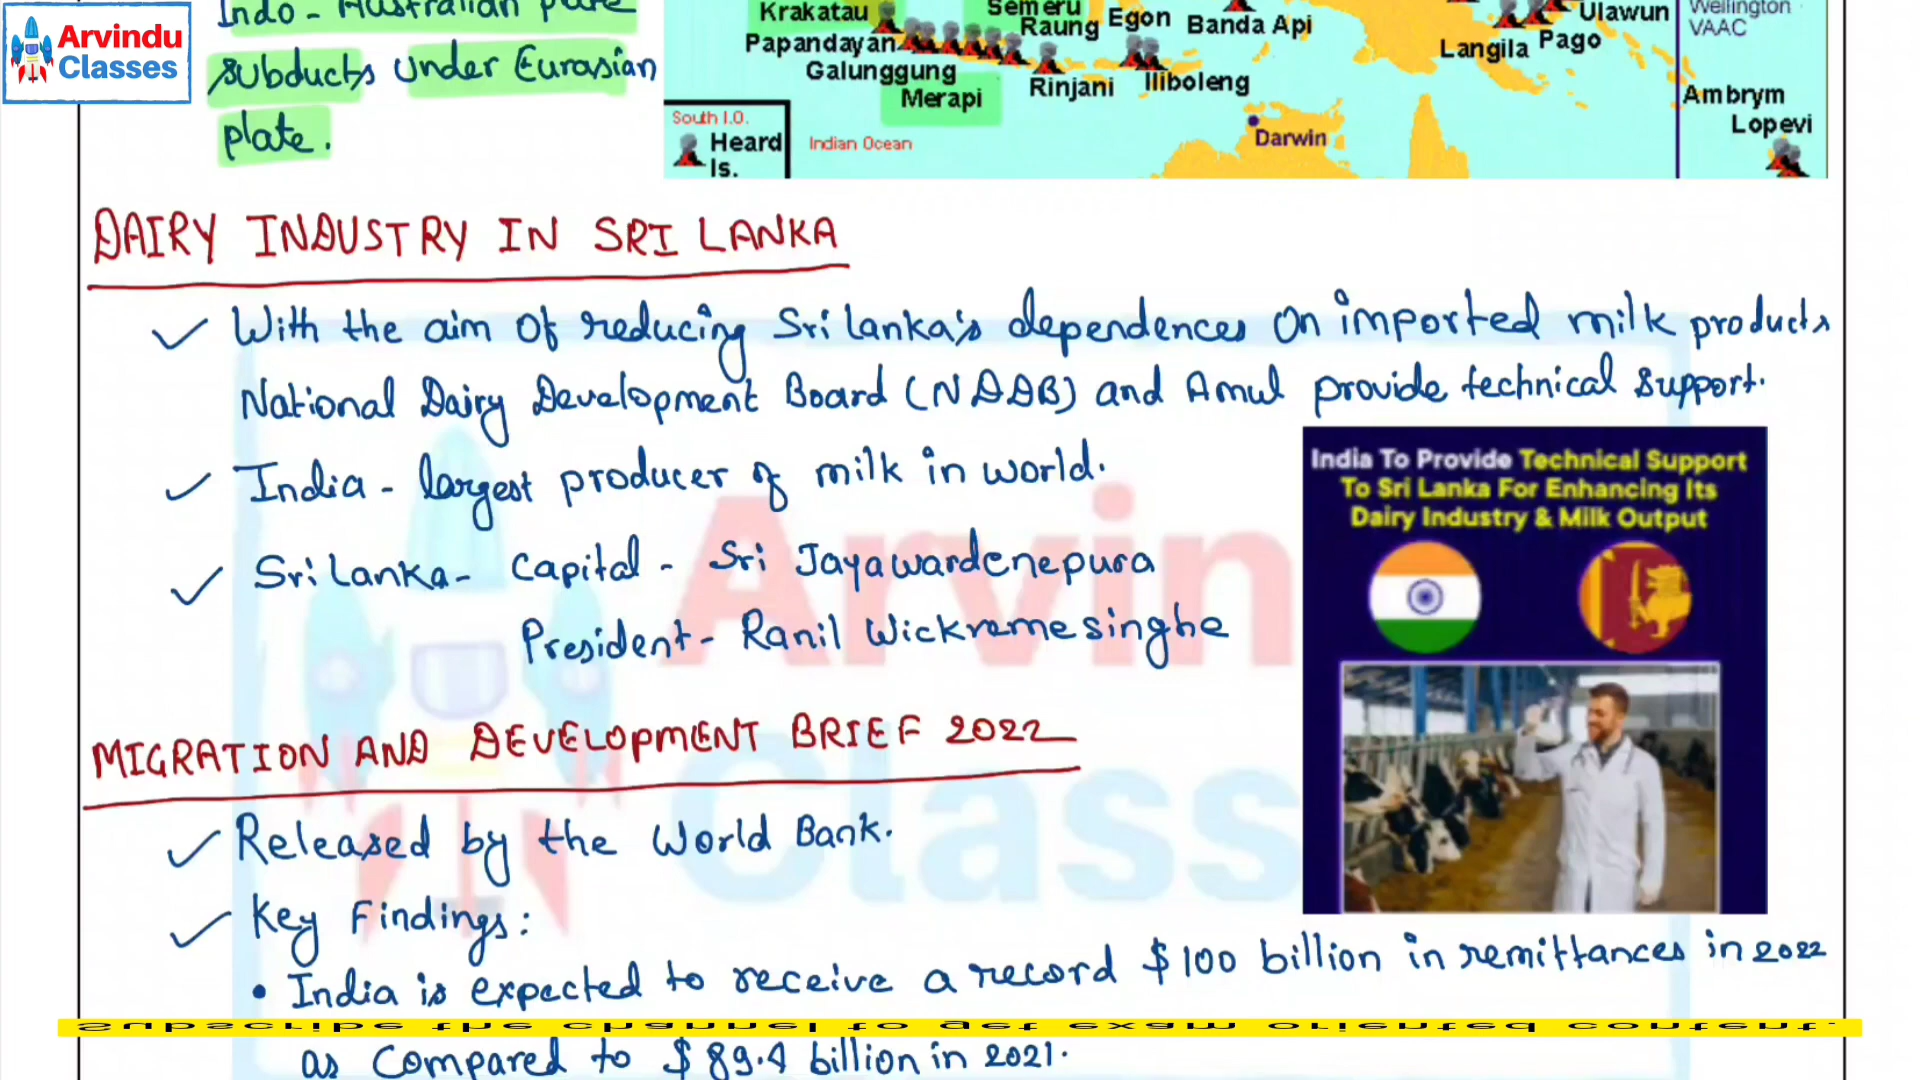 Arvindu
Classes
Indo - Australian plate
subducts under Eurasian
plate.
Krakatau
Semeru
Raung
Egon
Banda Api
Papandayan
Galunggung
Merapi
Rinjani
Iliboleng
Langila
Pago
Ulawun
Wellington
VAAC
Ambrym
Lopevi
South I.O.
Heard
Is.
Indian Ocean
Darwin
DAIRY INDUSTRY IN SRI LANKA
With the aim of reducing Sri Lanka's dependences on imported milk products
National Dairy Development Board (NDDB) and Amul provide technical support.
India - largest producer of milk in world.
Sri Lanka - Capital - Sri Jayawardenepura
President - Ranil Wickremesinghe
India To Provide Technical Support
To Sri Lanka For Enhancing Its
Dairy Industry & Milk Output
MIGRATION AND DEVELOPMENT BRIEF 2022
Released by the World Bank.
Key Findings:
• India is expected to receive a record $100 billion in remittances in 2022
as compared to $89.4 billion in 2021.
Arvin
Class